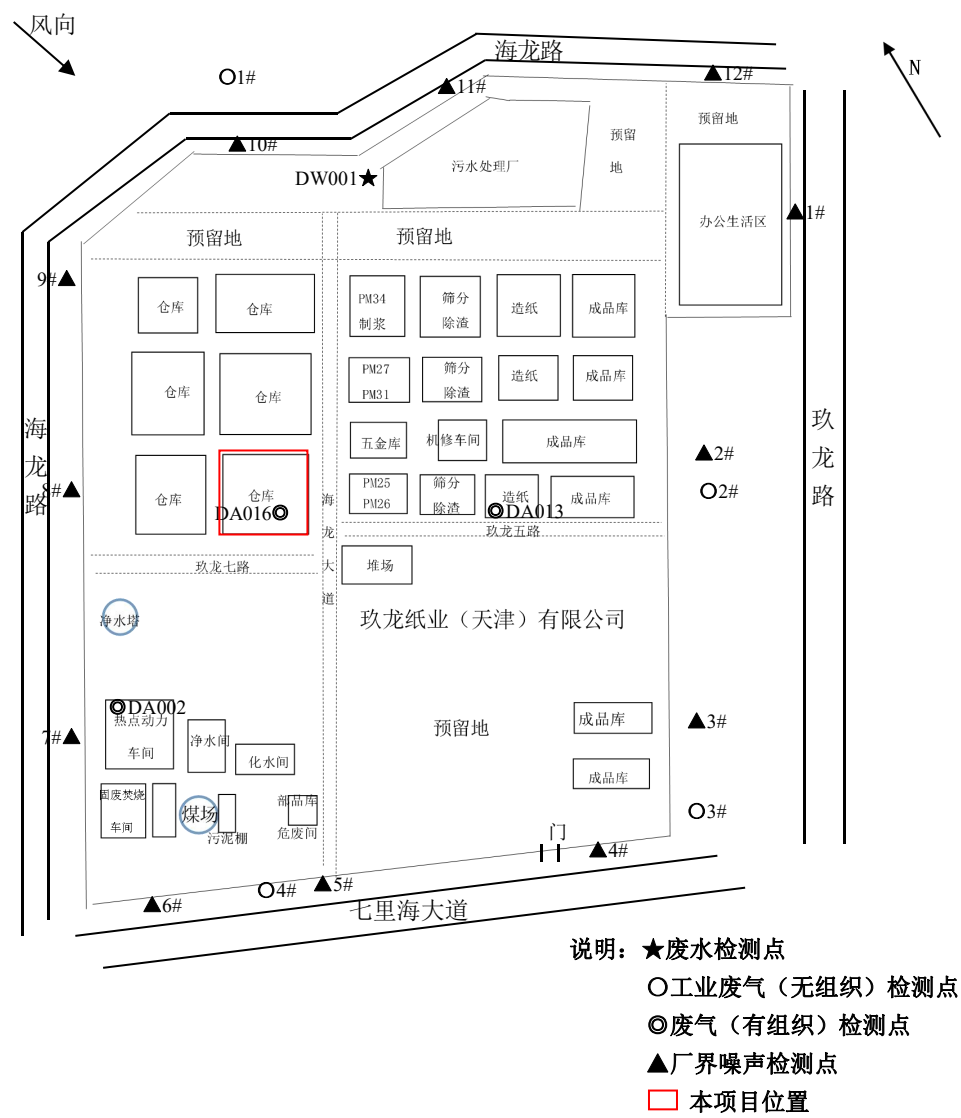 风向
海龙路
N
1#
11#
12#
10#
预留地
预留
地
污水处理厂
DW001
办公生活区
1#
预留地
预留地
9#
仓库
仓库
PM34
制浆
筛分
除渣
造纸
成品库
仓库
仓库
PM27
PM31
筛分
除渣
造纸
成品库
海龙路
玖龙路
五金库
机修车间
成品库
2#
8#
仓库
仓库
DA016
PM25
PM26
筛分
除渣
造纸
DA013
成品库
2#
海龙大道
玖龙五路
玖龙七路
堆场
净水塔
玖龙纸业（天津）有限公司
DA002
热点动力
车间
净水间
化水间
预留地
成品库
3#
7#
成品库
固废焚烧
车间
煤场
污泥棚
部品库
危废间
3#
门
4#
6#
4#
5#
七里海大道
说明：★废水检测点
○工业废气（无组织）检测点
◎废气（有组织）检测点
▲厂界噪声检测点
本项目位置